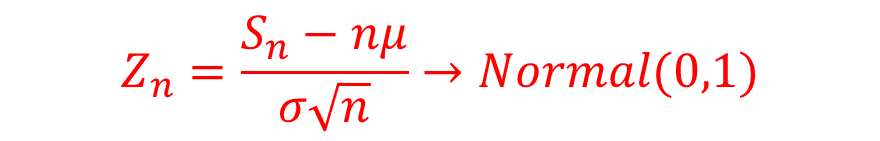 Zₙ = (Sₙ − nμ) / (σ√n) → Normal(0,1)